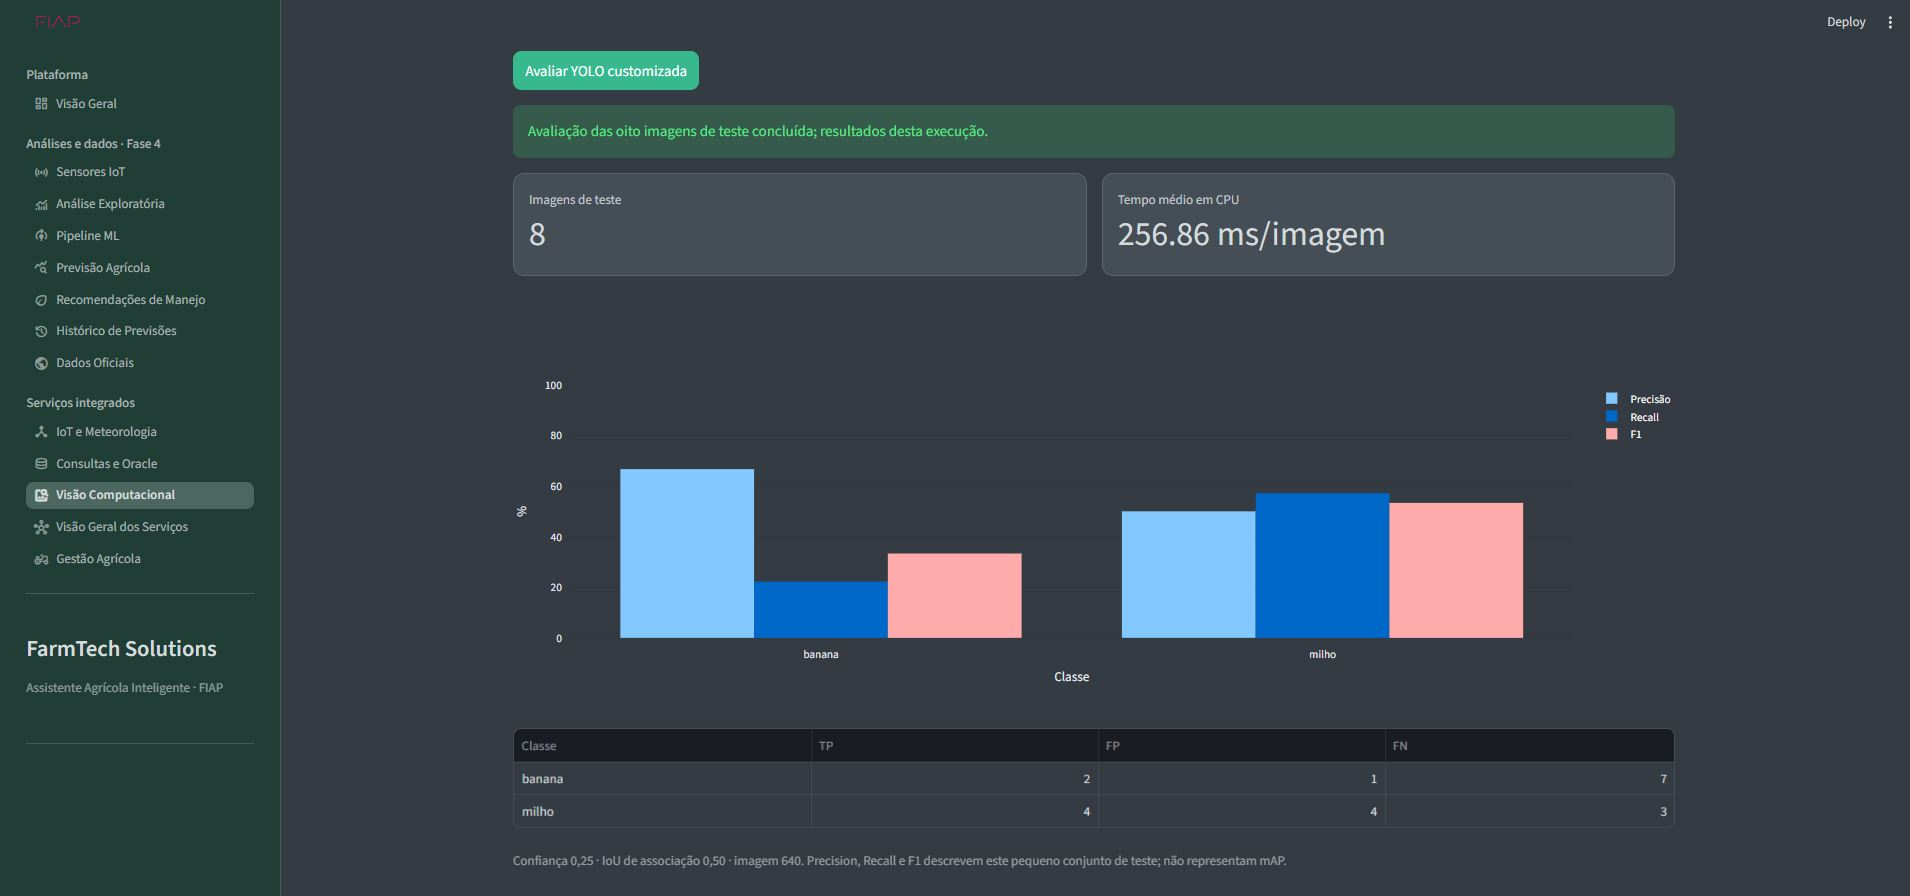 FIAP
Plataforma
Visão Geral
Análises e dados · Fase 4
Sensores IoT
Análise Exploratória
Pipeline ML
Previsão Agrícola
Recomendações de Manejo
Histórico de Previsões
Dados Oficiais
Serviços integrados
IoT e Meteorologia
Consultas e Oracle
Visão Computacional
Visão Geral dos Serviços
Gestão Agrícola
FarmTech Solutions
Assistente Agrícola Inteligente · FIAP
Deploy
Avaliar YOLO customizada
Avaliação das oito imagens de teste concluída; resultados desta execução.
Imagens de teste
8
Tempo médio em CPU
256.86 ms/imagem
100
80
60
40
20
0
%
banana
milho
Classe
Precisão
Recall
F1
Classe TP FP FN
banana 2 1 7
milho 4 4 3
Confiança 0,25 · IoU de associação 0,50 · imagem 640. Precision, Recall e F1 descrevem este pequeno conjunto de teste; não representam mAP.